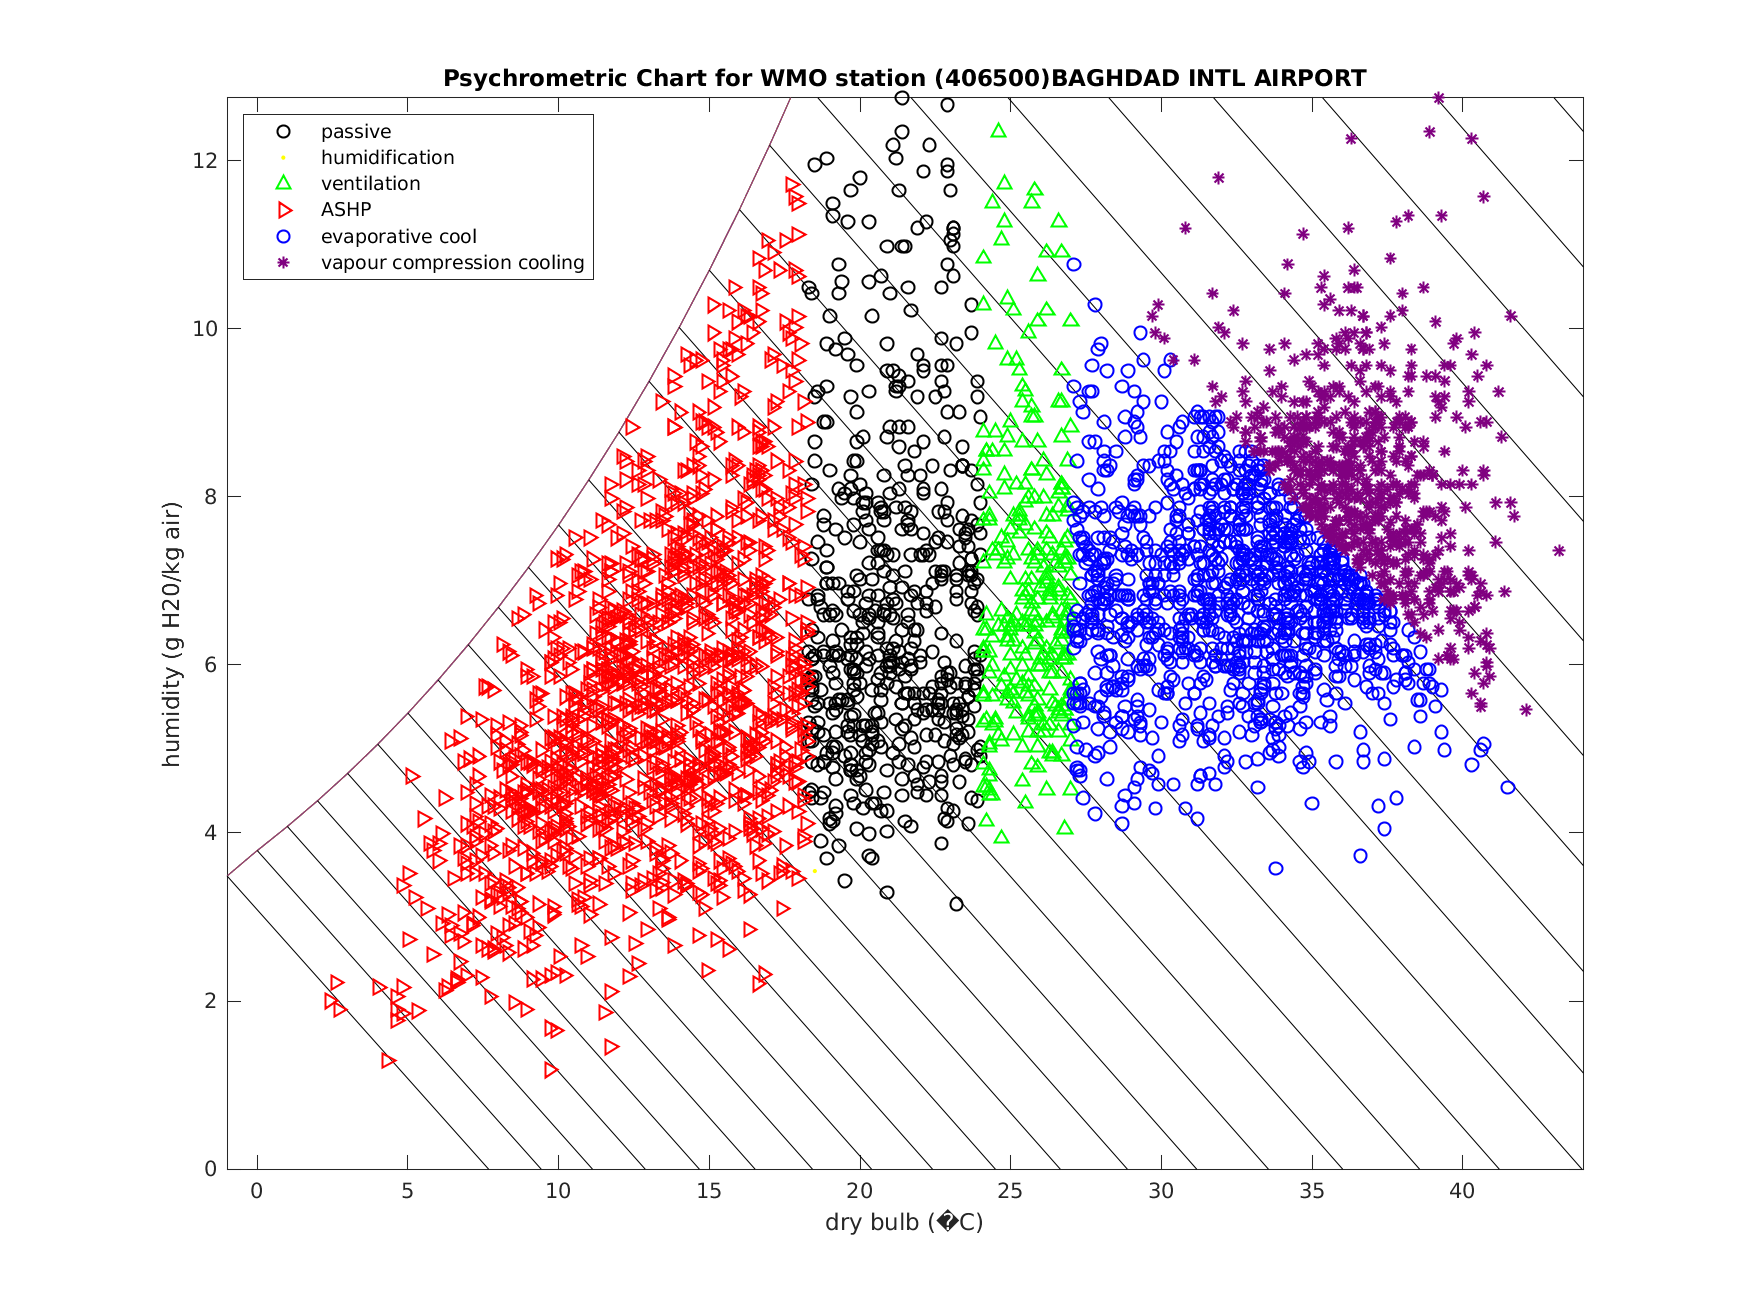 Psychrometric Chart for WMO station (406500)BAGHDAD INTL AIRPORT
passive
humidification
ventilation
ASHP
evaporative cool
vapour compression cooling
humidity (g H20/kg air)
12
10
8
6
4
2
0
0 5 10 15 20 25 30 35 40
dry bulb (�C)